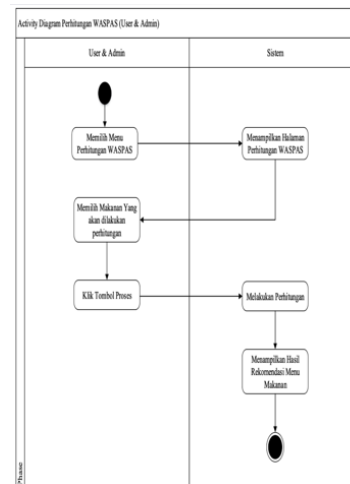 Activity Diagram Perhitungan WASPAS (User & Admin)
User & Admin
Sistem
Memilih Menu
Perhitungan WASPAS
Menampilkan Halaman
Perhitungan WASPAS
Memilih Makanan Yang
akan dilakukan
perhitungan
Klik Tombol Proses
Melakukan Perhitungan
Menampilkan Hasil
Rekomendasi Menu
Makanan
Phase